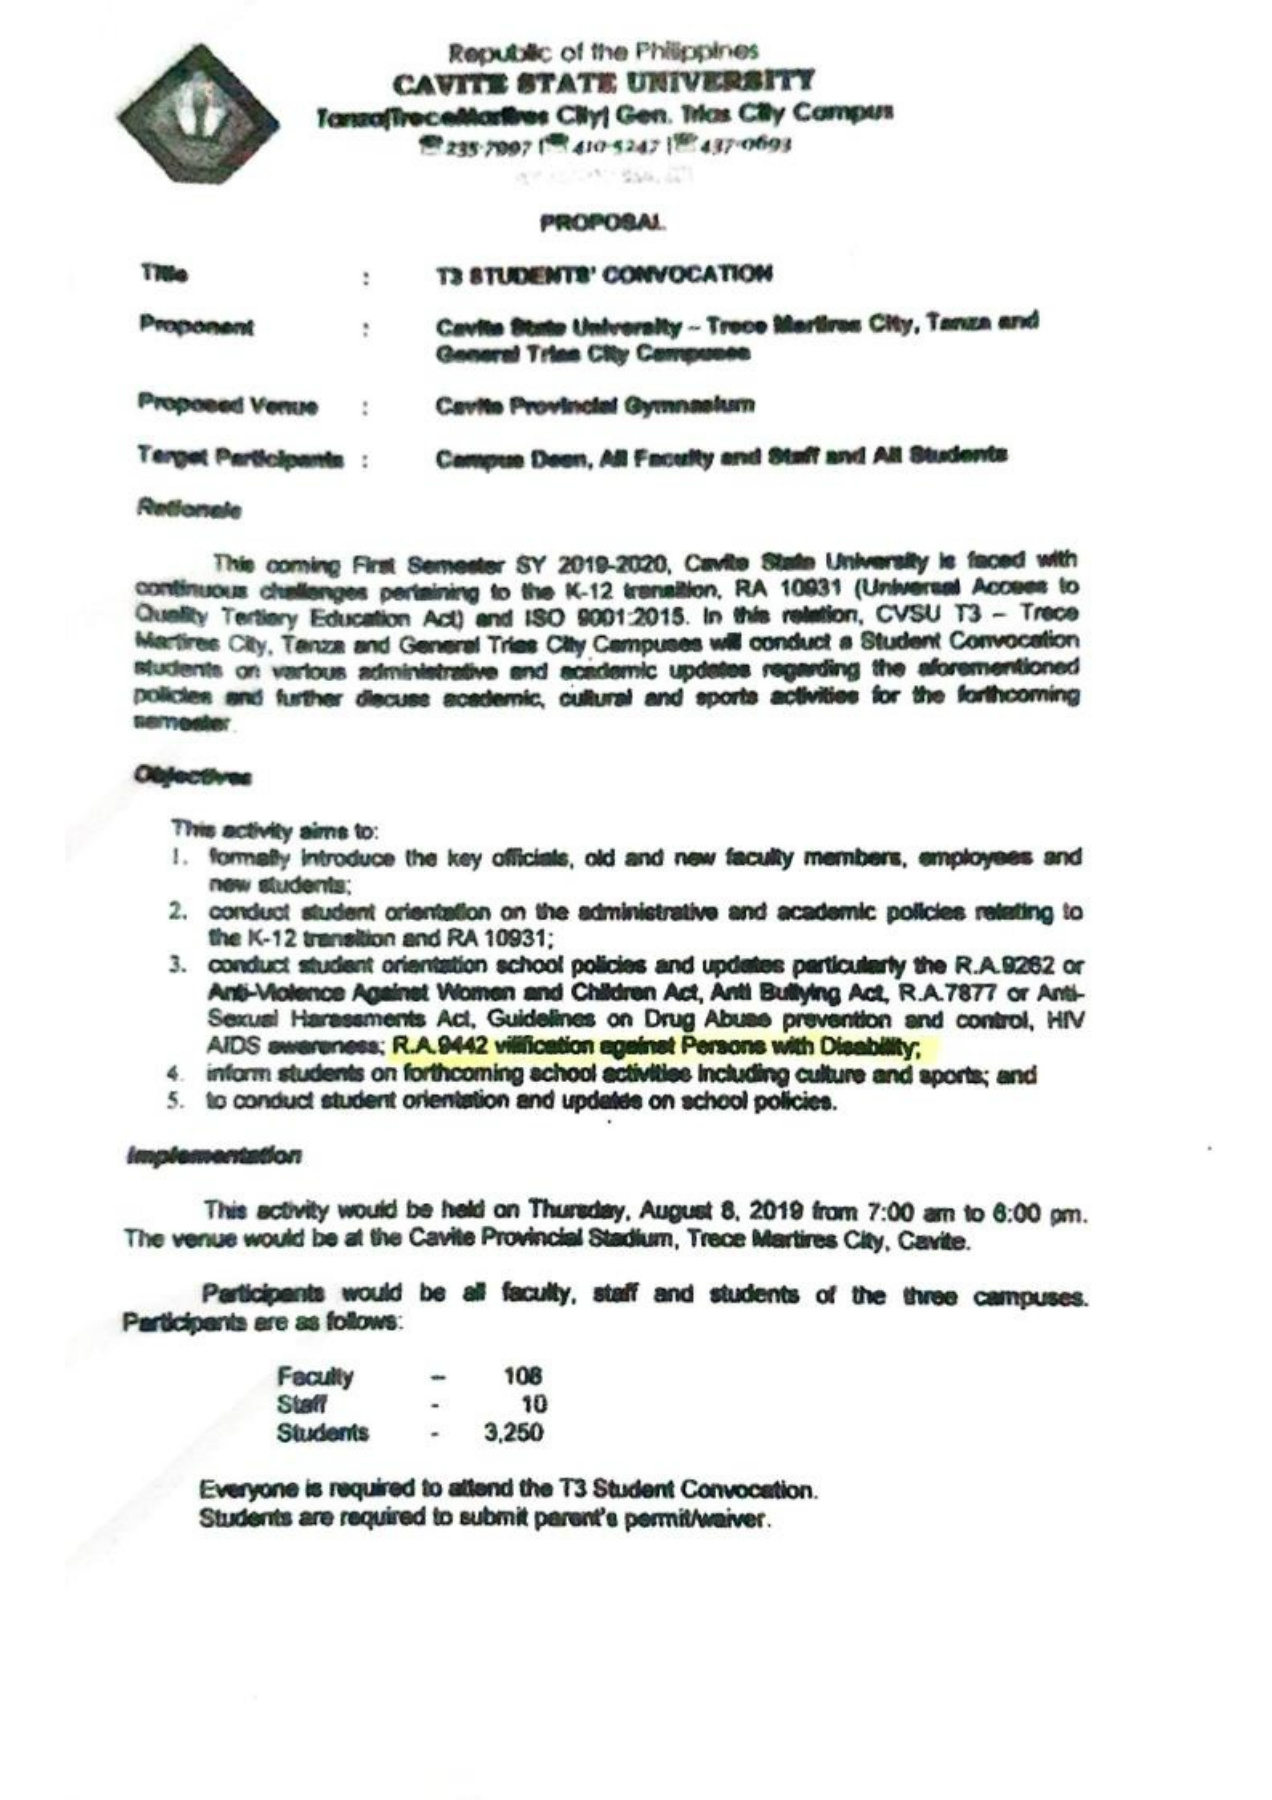 Republic of the Philippines
CAVITE STATE UNIVERSITY
Tanza|Trece Martires City| Gen. Trias City Campus
☎ 235-7997 |☎ 410-5247 |☎ 437-0693
PROPOSAL
Title : T3 STUDENTS' CONVOCATION
Proponent : Cavite State University – Trece Martires City, Tanza and
General Trias City Campuses
Proposed Venue : Cavite Provincial Gymnasium
Target Participants : Campus Dean, All Faculty and Staff and All Students
Rationale
This coming First Semester SY 2019-2020, Cavite State University is faced with
continuous challenges pertaining to the K-12 transition, RA 10931 (Universal Access to
Quality Tertiary Education Act) and ISO 9001:2015. In this relation, CVSU T3 – Trece
Martires City, Tanza and General Trias City Campuses will conduct a Student Convocation
students on various administrative and academic updates regarding the aforementioned
policies and further discuss academic, cultural and sports activities for the forthcoming
semester.
Objectives
This activity aims to:
1. formally introduce the key officials, old and new faculty members, employees and
new students;
2. conduct student orientation on the administrative and academic policies relating to
the K-12 transition and RA 10931;
3. conduct student orientation school policies and updates particularly the R.A.9262 or
Anti-Violence Against Women and Children Act, Anti Bullying Act, R.A.7877 or Anti-
Sexual Harassments Act, Guidelines on Drug Abuse prevention and control, HIV
AIDS awareness; R.A.9442 vilification against Persons with Disability;
4. inform students on forthcoming school activities including culture and sports; and
5. to conduct student orientation and updates on school policies.
Implementation
This activity would be held on Thursday, August 8, 2019 from 7:00 am to 6:00 pm.
The venue would be at the Cavite Provincial Stadium, Trece Martires City, Cavite.
Participants would be all faculty, staff and students of the three campuses.
Participants are as follows:
Faculty – 108
Staff - 10
Students - 3,250
Everyone is required to attend the T3 Student Convocation.
Students are required to submit parent's permit/waiver.